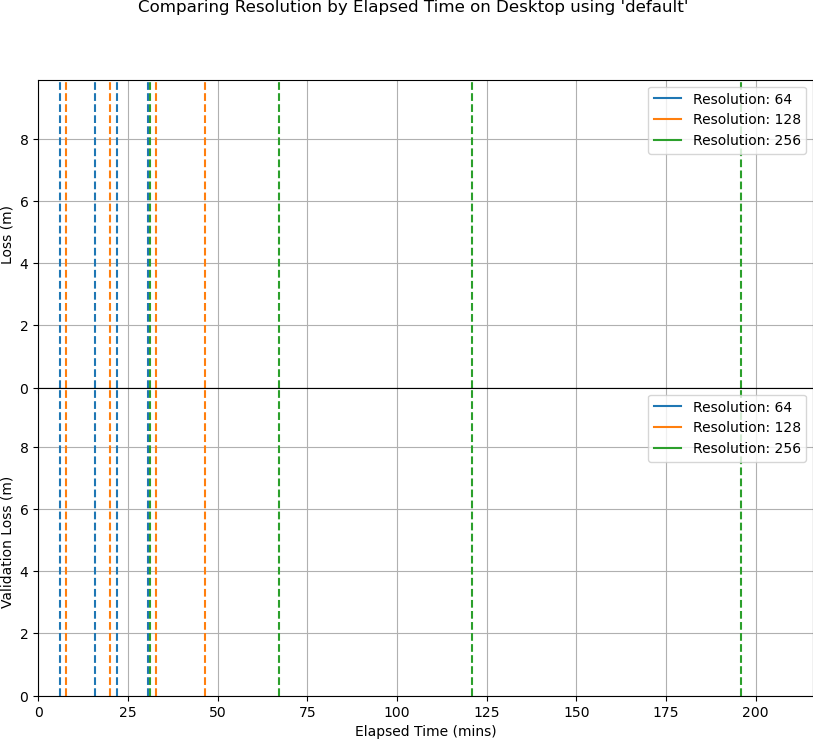 Comparing Resolution by Elapsed Time on Desktop using 'default'
Resolution: 64
Resolution: 128
Resolution: 256
8
6
4
2
0
Loss (m)
Resolution: 64
Resolution: 128
Resolution: 256
8
6
4
2
0
Validation Loss (m)
0 25 50 75 100 125 150 175 200
Elapsed Time (mins)